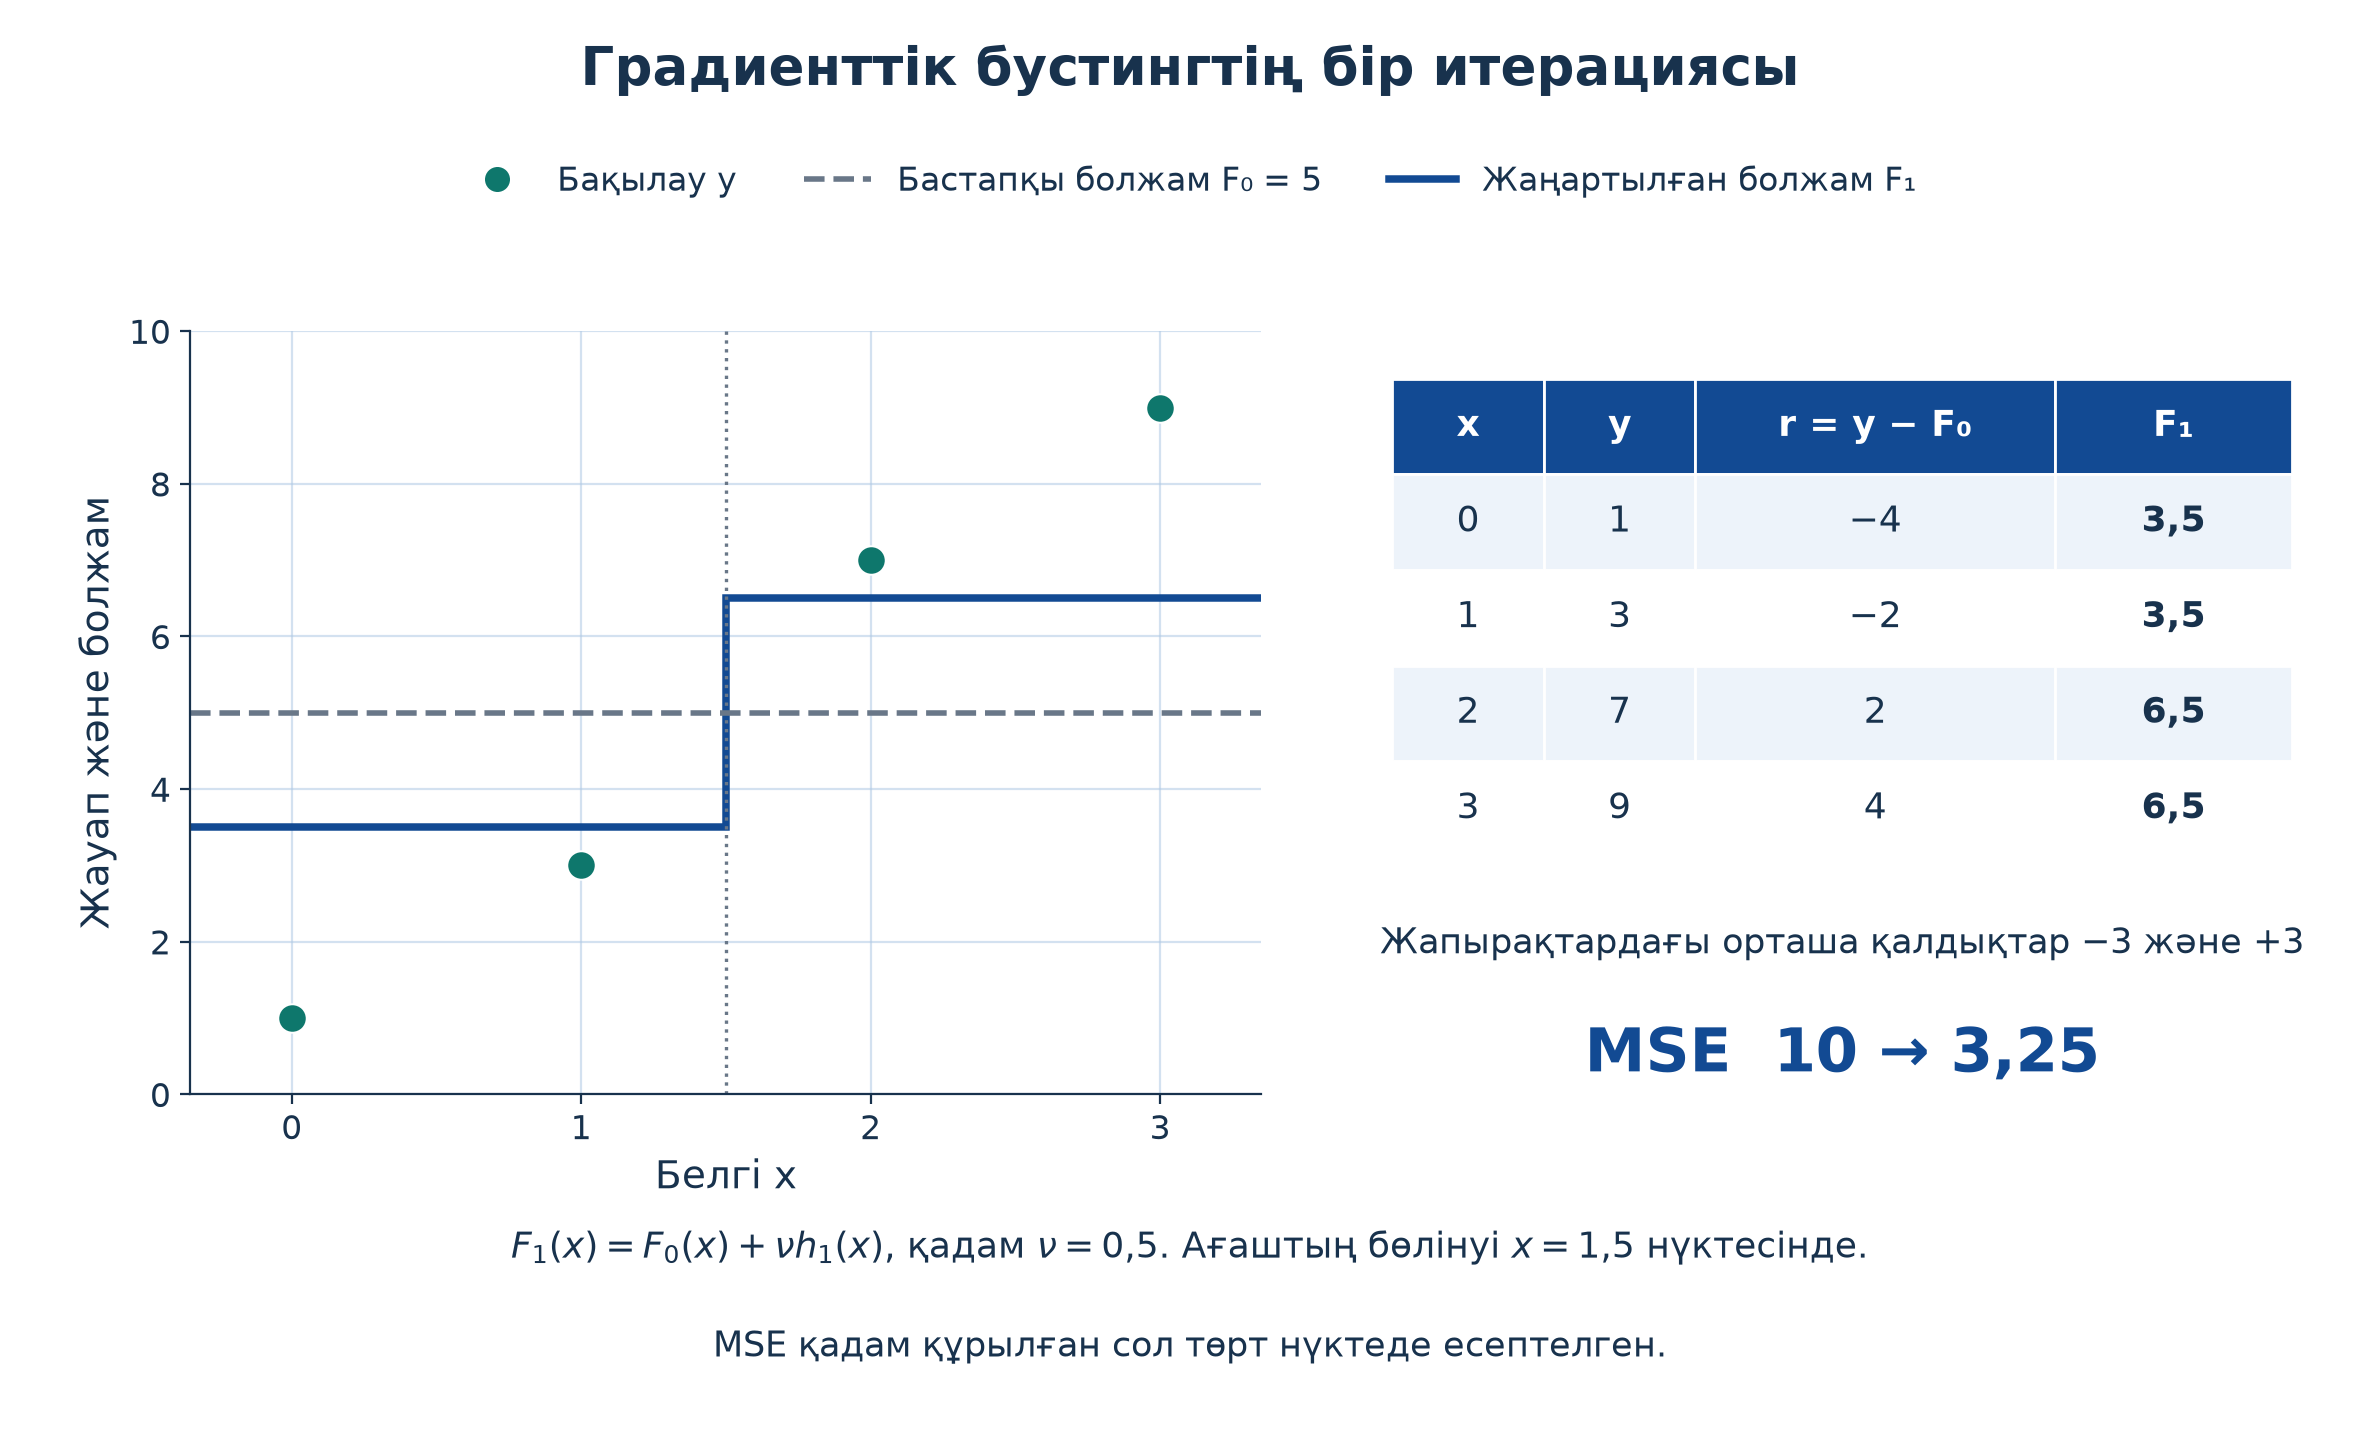 Градиенттік бустингтің бір итерациясы
Бақылау y
Бастапқы болжам F₀ = 5
Жаңартылған болжам F₁
Жауап және болжам
10
8
6
4
2
0
0 1 2 3
Белгі x
x y r = y − F₀ F₁
0 1 −4 3,5
1 3 −2 3,5
2 7 2 6,5
3 9 4 6,5
Жапырақтардағы орташа қалдықтар −3 және +3
MSE 10 → 3,25
F₁(x) = F₀(x) + νh₁(x), қадам ν = 0,5. Ағаштың бөлінуі x = 1,5 нүктесінде.
MSE қадам құрылған сол төрт нүктеде есептелген.